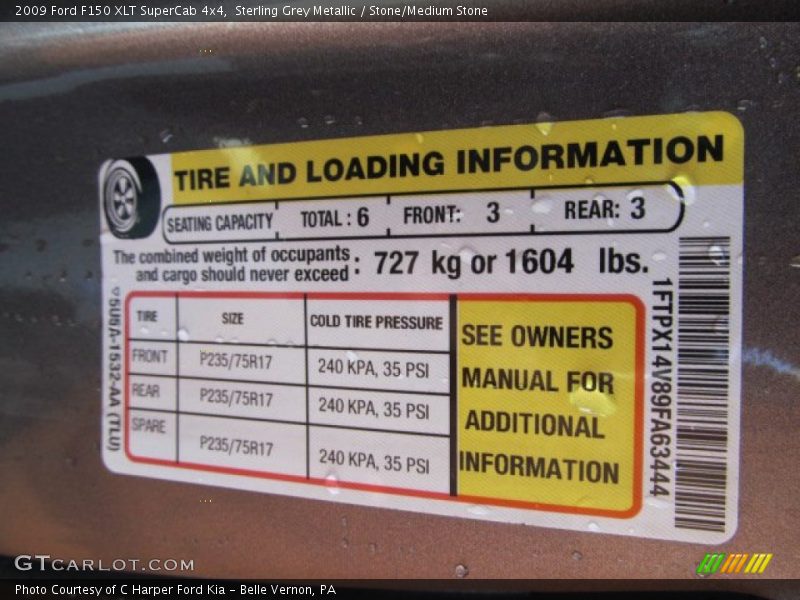 2009 Ford F150 XLT SuperCab 4x4, Sterling Grey Metallic / Stone/Medium Stone
TIRE AND LOADING INFORMATION
SEATING CAPACITY TOTAL : 6 FRONT: 3 REAR: 3
The combined weight of occupants
and cargo should never exceed : 727 kg or 1604 lbs.
TIRE SIZE COLD TIRE PRESSURE
FRONT P235/75R17 240 KPA, 35 PSI
REAR P235/75R17 240 KPA, 35 PSI
SPARE P235/75R17 240 KPA, 35 PSI
SEE OWNERS
MANUAL FOR
ADDITIONAL
INFORMATION
5U5A-1532-AA (TLU)
1FTPX14V89FA63444
GTCARLOT.COM
Photo Courtesy of C Harper Ford Kia - Belle Vernon, PA